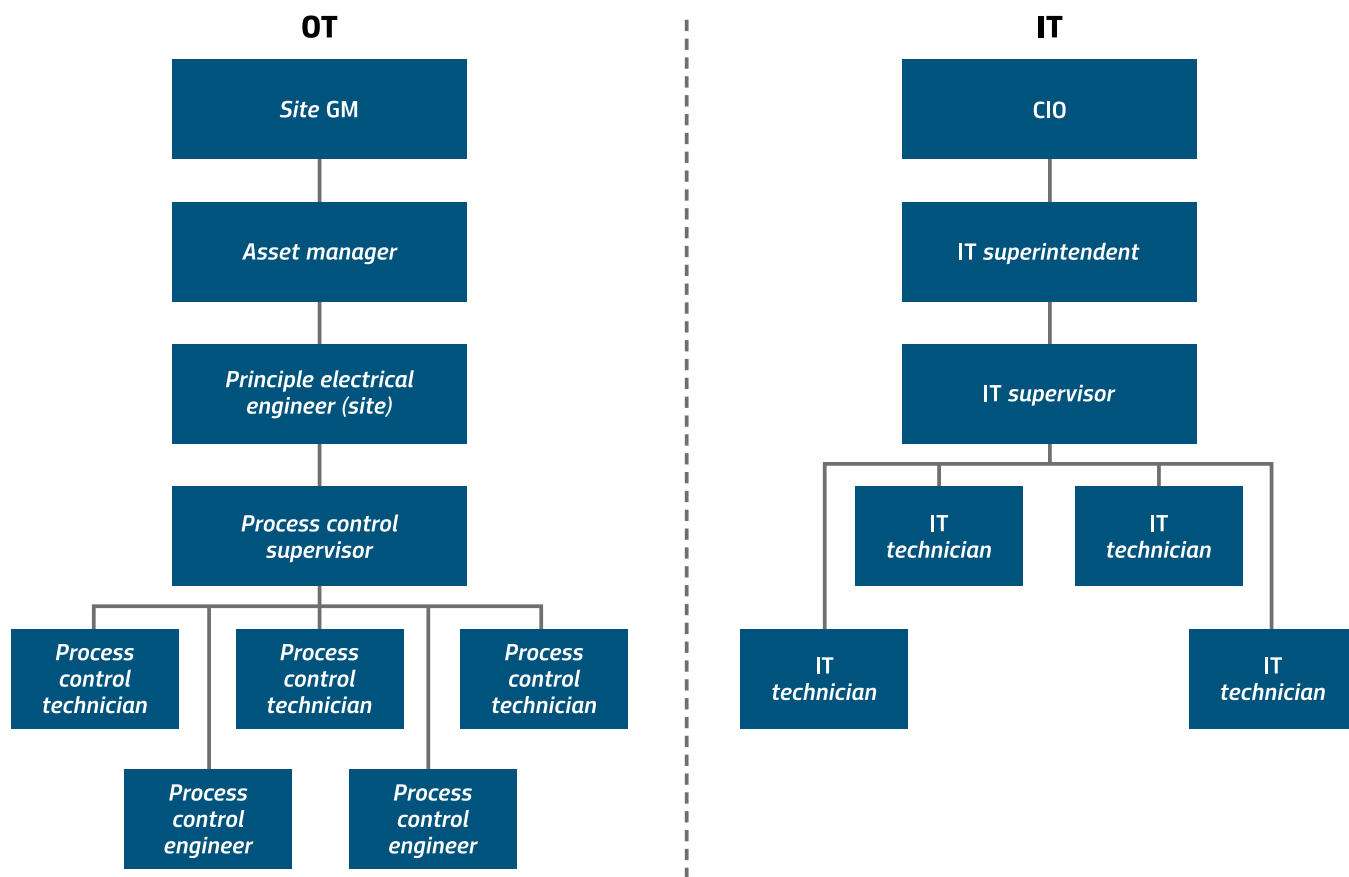 OT
Site GM
Asset manager
Principle electrical
engineer (site)
Process control
supervisor
Process
control
technician
Process
control
technician
Process
control
technician
Process
control
engineer
Process
control
engineer
IT
CIO
IT superintendent
IT supervisor
IT
technician
IT
technician
IT
technician
IT
technician